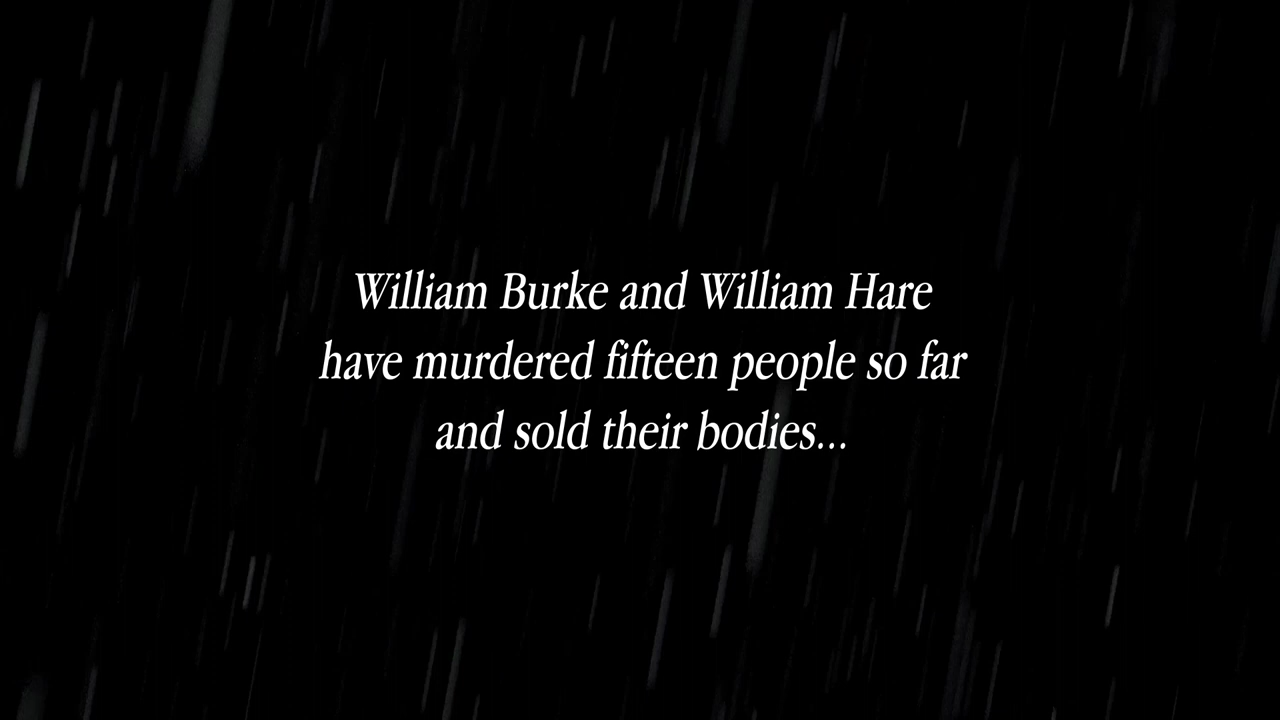 William Burke and William Hare
have murdered fifteen people so far
and sold their bodies...